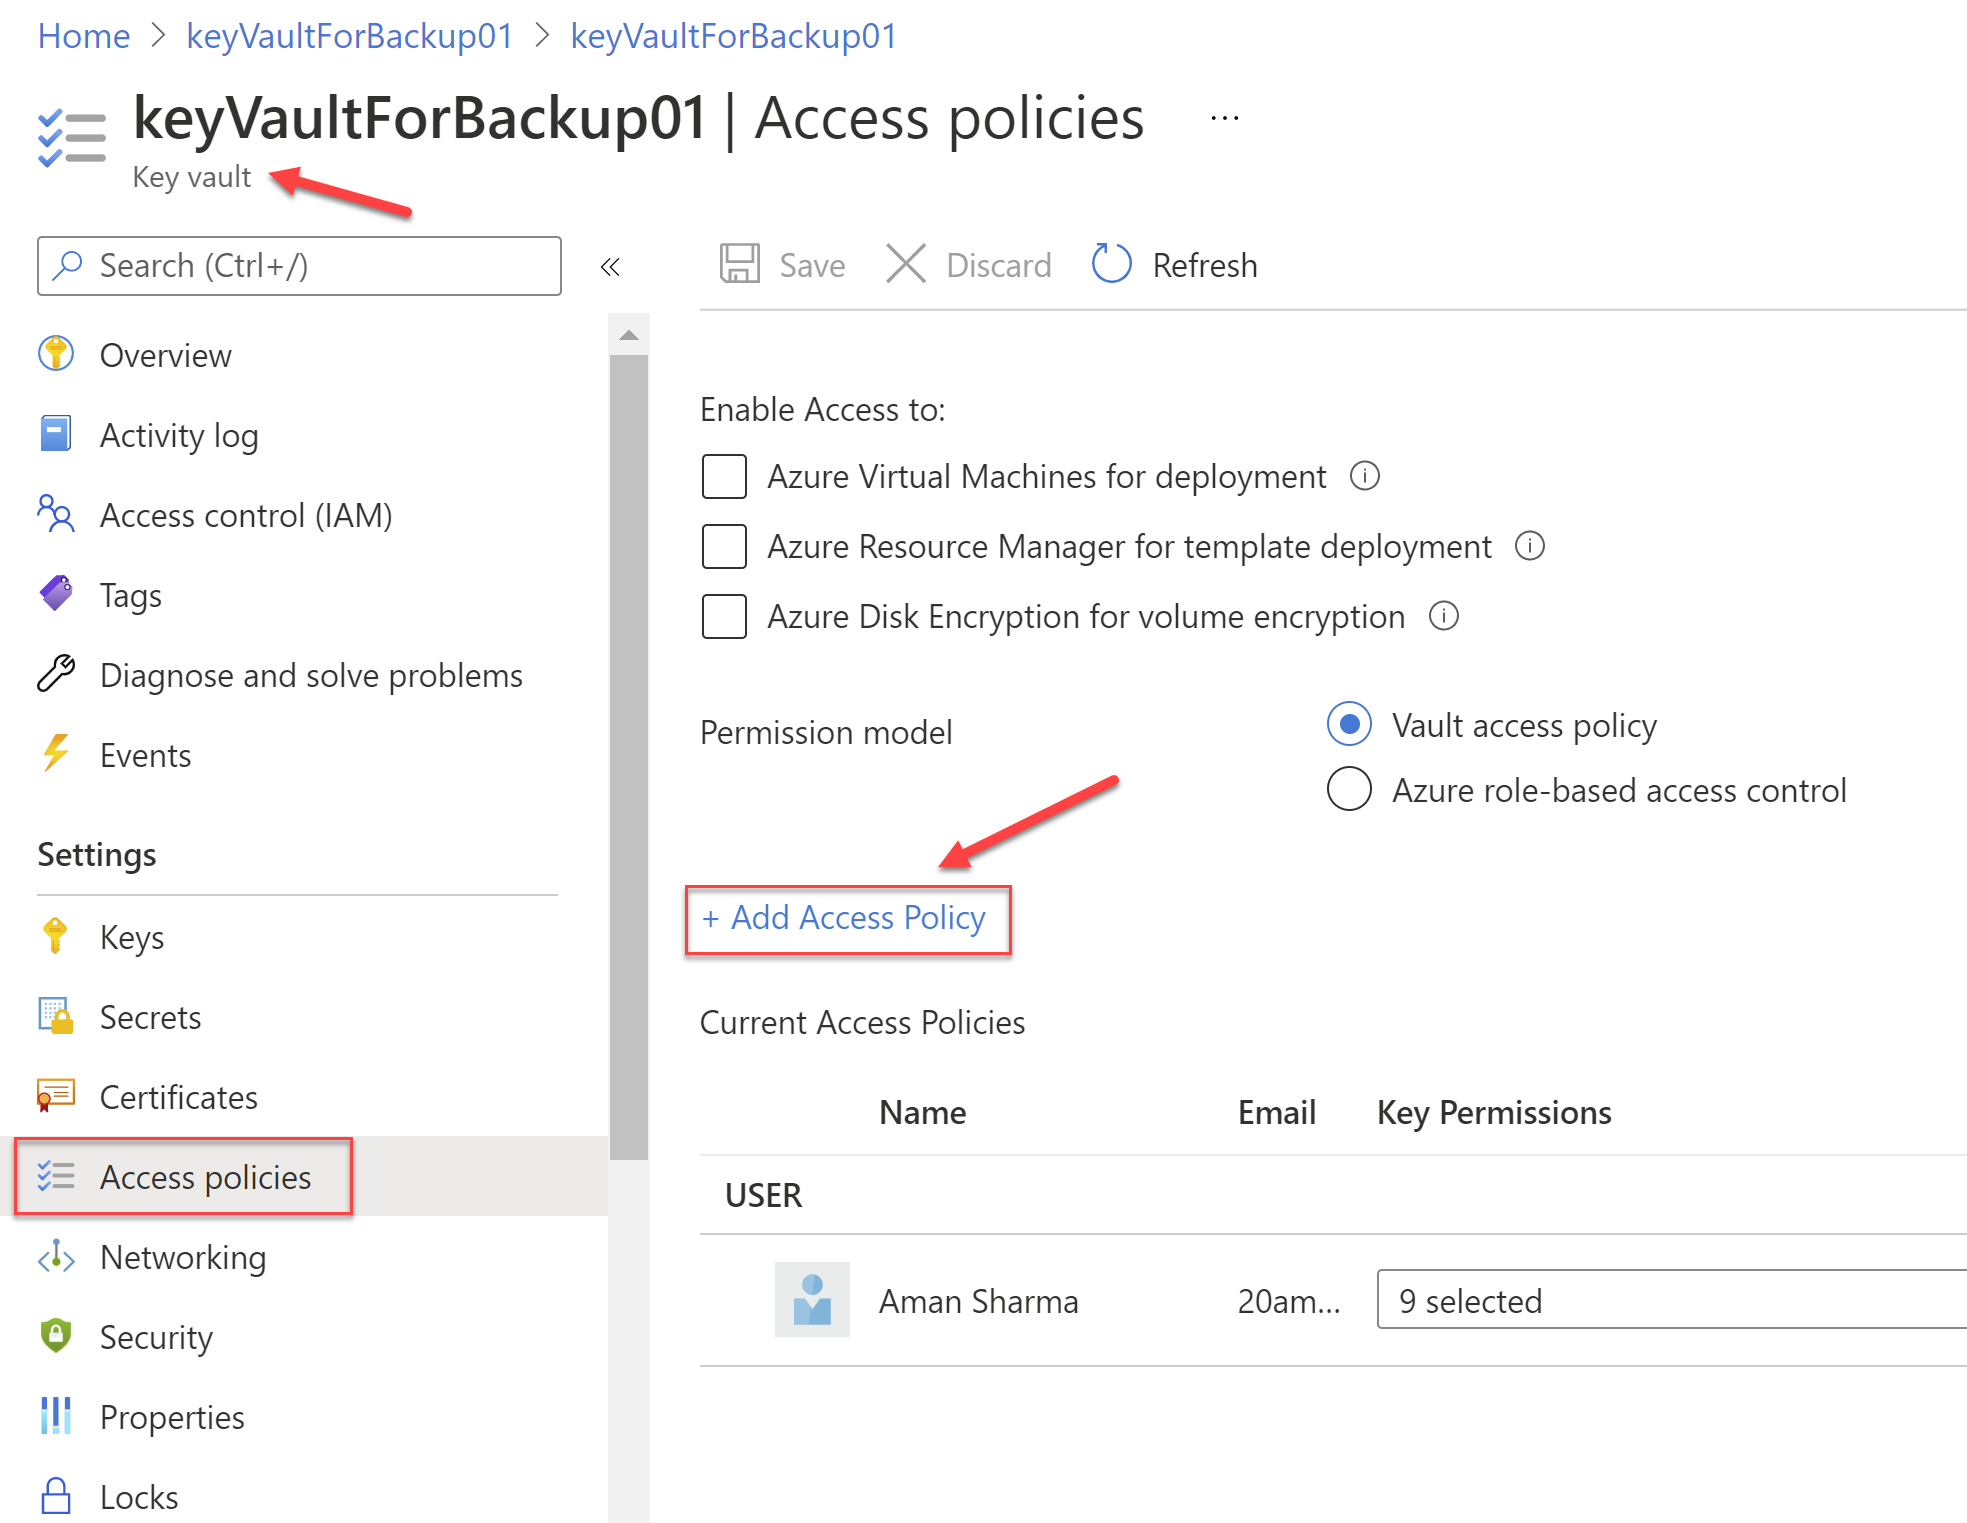 Home > keyVaultForBackup01 > keyVaultForBackup01
keyVaultForBackup01 | Access policies ...
Key vault
Search (Ctrl+/)
«
Overview
Activity log
Access control (IAM)
Tags
Diagnose and solve problems
Events
Settings
Keys
Secrets
Certificates
Access policies
Networking
Security
Properties
Locks
Save Discard Refresh
Enable Access to:
Azure Virtual Machines for deployment
Azure Resource Manager for template deployment
Azure Disk Encryption for volume encryption
Permission model
Vault access policy
Azure role-based access control
+ Add Access Policy
Current Access Policies
Name Email Key Permissions
USER
Aman Sharma 20am... 9 selected